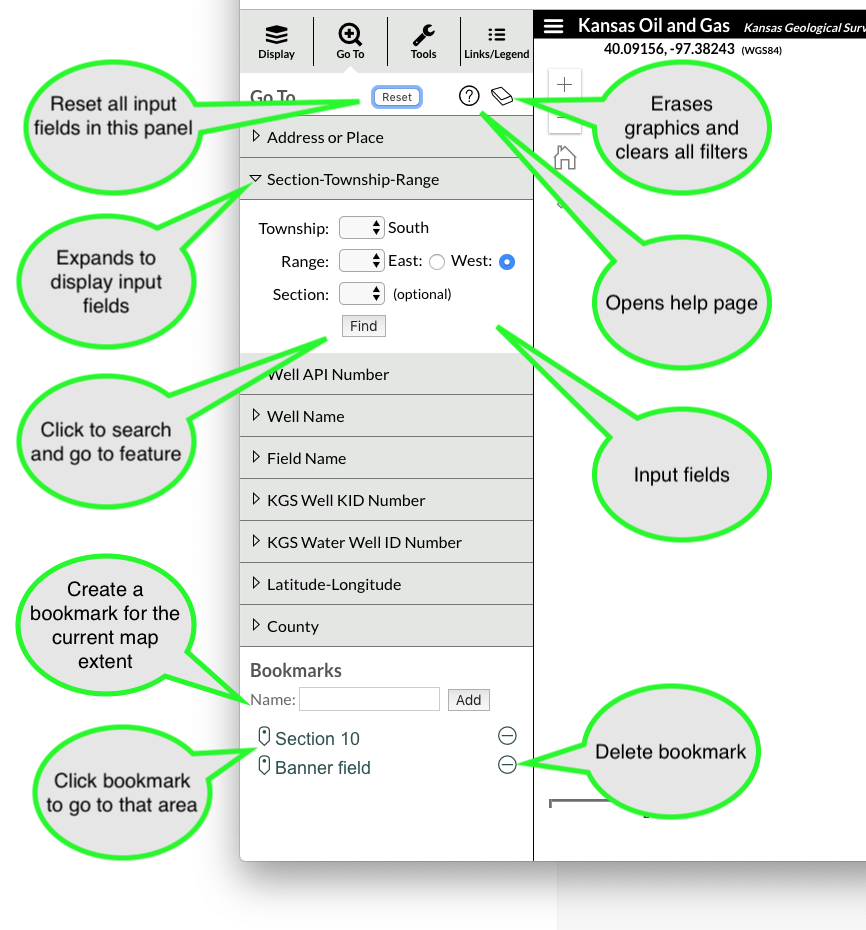 Display
Go To
Tools
Links/Legend
Kansas Oil and Gas
Kansas Geological Surv
40.09156, -97.38243 (WGS84)
Go To
Reset
Reset all input
fields in this panel
Erases
graphics and
clears all filters
Address or Place
Section-Township-Range
Township: South
Range: East: West:
Section: (optional)
Find
Expands to
display input
fields
Opens help page
Well API Number
Well Name
Field Name
KGS Well KID Number
KGS Water Well ID Number
Latitude-Longitude
County
Click to search
and go to feature
Input fields
Create a
bookmark for the
current map
extent
Bookmarks
Name: Add
Section 10
Banner field
Click bookmark
to go to that area
Delete bookmark